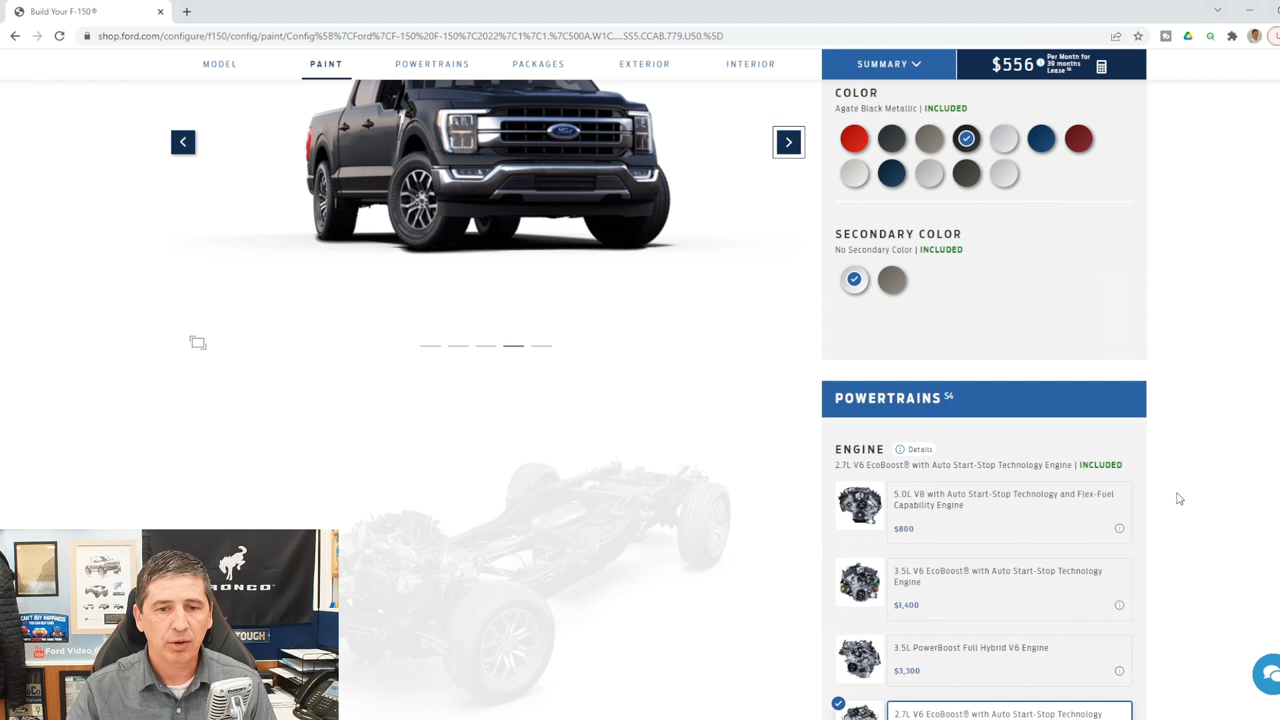 Build Your F-150®
shop.ford.com/configure/f150/config/paint/Config%5B%7CFord%7CF-150%20F-150%7C2022%7C1%7C1.%7C500A.W1C.....SS5.CCAB.779.U50.%5D
MODEL
PAINT
POWERTRAINS
PACKAGES
EXTERIOR
INTERIOR
SUMMARY
$556
Per Month for
39 months
Lease
COLOR
Agate Black Metallic | INCLUDED
SECONDARY COLOR
No Secondary Color | INCLUDED
POWERTRAINS S4
ENGINE Details
2.7L V6 EcoBoost® with Auto Start-Stop Technology Engine | INCLUDED
5.0L V8 with Auto Start-Stop Technology and Flex-Fuel
Capability Engine
$800
3.5L V6 EcoBoost® with Auto Start-Stop Technology
Engine
$1,400
3.5L PowerBoost Full Hybrid V6 Engine
$3,300
2.7L V6 EcoBoost® with Auto Start-Stop Technology
BRONCO
CAN'T BUY HAPPINESS
TOUGH
Ford Video